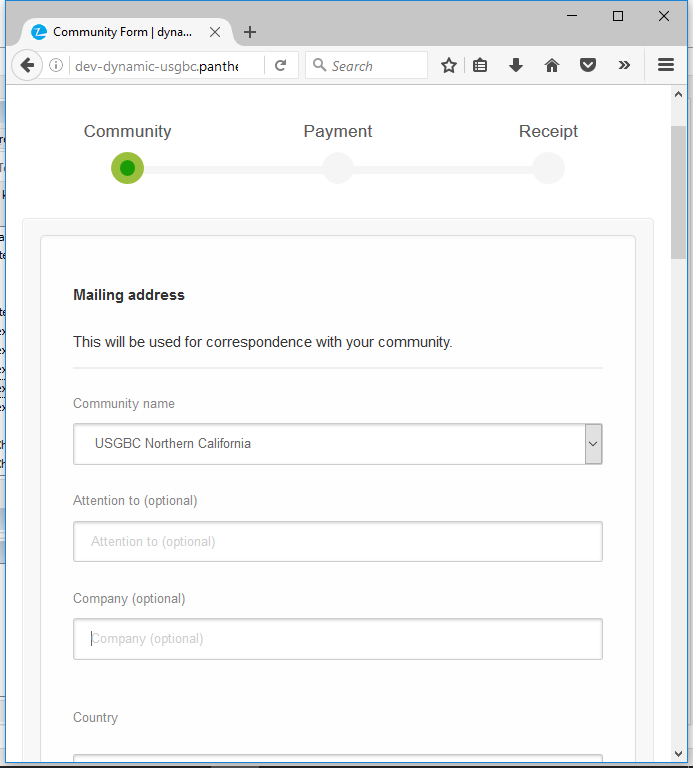 Community Form | dyna...
dev-dynamic-usgbc.panthe
Search
Community Payment Receipt
Mailing address
This will be used for correspondence with your community.
Community name
USGBC Northern California
Attention to (optional)
Attention to (optional)
Company (optional)
Company (optional)
Country